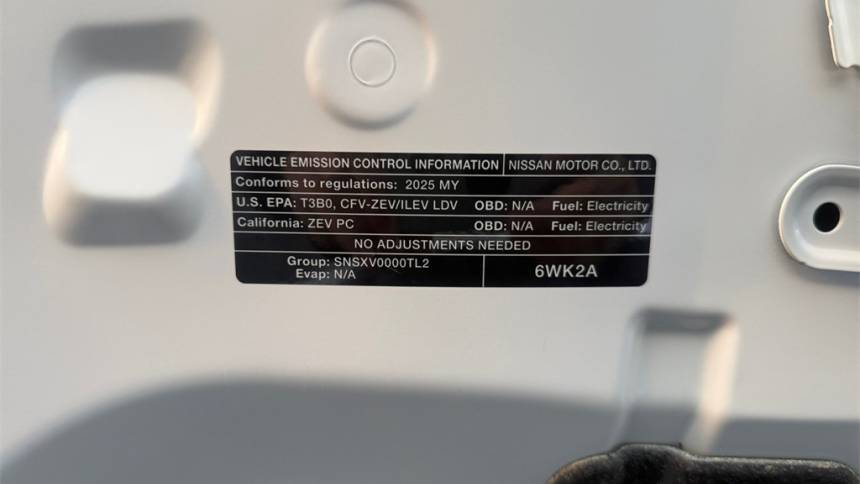 VEHICLE EMISSION CONTROL INFORMATION NISSAN MOTOR CO., LTD.
Conforms to regulations: 2025 MY
U.S. EPA: T3B0, CFV-ZEV/ILEV LDV OBD: N/A Fuel: Electricity
California: ZEV PC OBD: N/A Fuel: Electricity
NO ADJUSTMENTS NEEDED
Group: SNSXV0000TL2
Evap: N/A
6WK2A